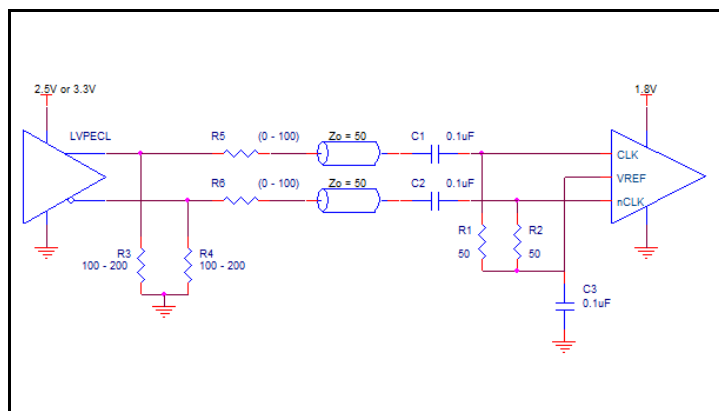 2.5V or 3.3V
1.8V
LVPECL
R5
(0 - 100)
Zo = 50
C1
0.1uF
CLK
R6
(0 - 100)
Zo = 50
C2
0.1uF
VREF
nCLK
R3
100 - 200
R4
100 - 200
R1
50
R2
50
C3
0.1uF